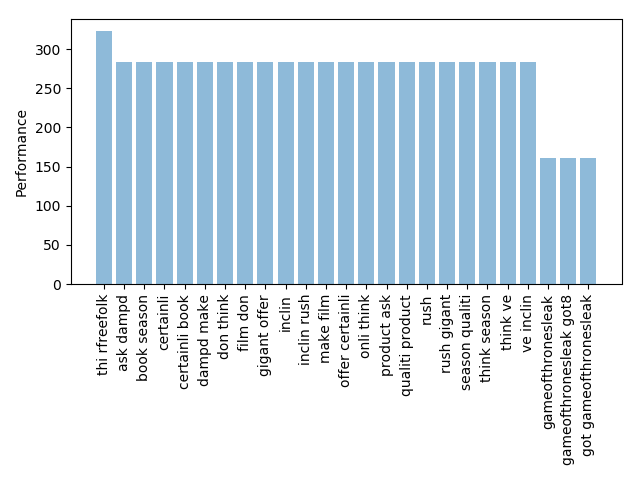 Performance
300
250
200
150
100
50
0
thi rfreefolk
ask dampd
book season
certainli
certainli book
dampd make
don think
film don
gigant offer
inclin
inclin rush
make film
offer certainli
onli think
product ask
qualiti product
rush
rush gigant
season qualiti
think season
think ve
ve inclin
gameofthronesleak
gameofthronesleak got8
got gameofthronesleak